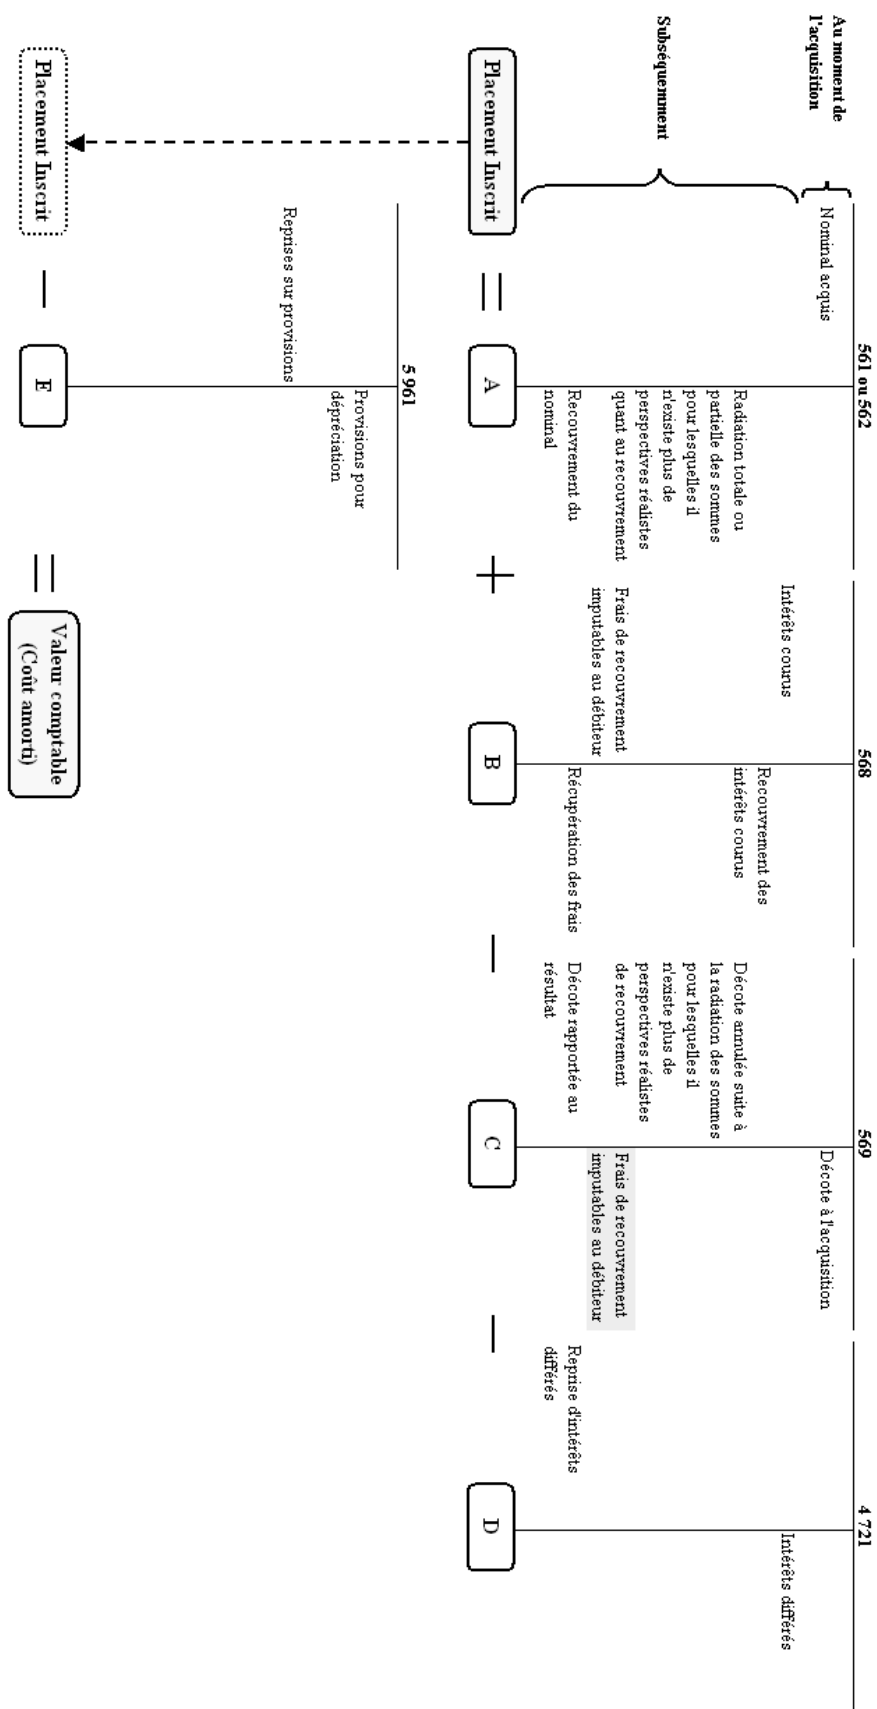 Au moment de
l'acquisition
Subséquemment
561 ou 562
Nominal acquis
Radiation totale ou
partielle des sommes
pour lesquelles il
n'existe plus de
perspectives réalistes
quant au recouvrement
Recouvrement du
nominal
568
Intérêts courus
Frais de recouvrement
imputables au débiteur
Recouvrement des
intérêts courus
Récupération des frais
569
Décote annulée suite à
la radiation des sommes
pour lesquelles il
n'existe plus de
perspectives réalistes
de recouvrement
Décote rapportée au
résultat
Décote à l'acquisition
Frais de recouvrement
imputables au débiteur
4 721
Reprise d'intérêts
différés
Intérêts différés
Placement Inscrit
=
A
+
B
–
C
–
D
5 961
Reprises sur provisions
Provisions pour
dépréciation
Placement Inscrit
–
E
=
Valeur comptable
(Coût amorti)